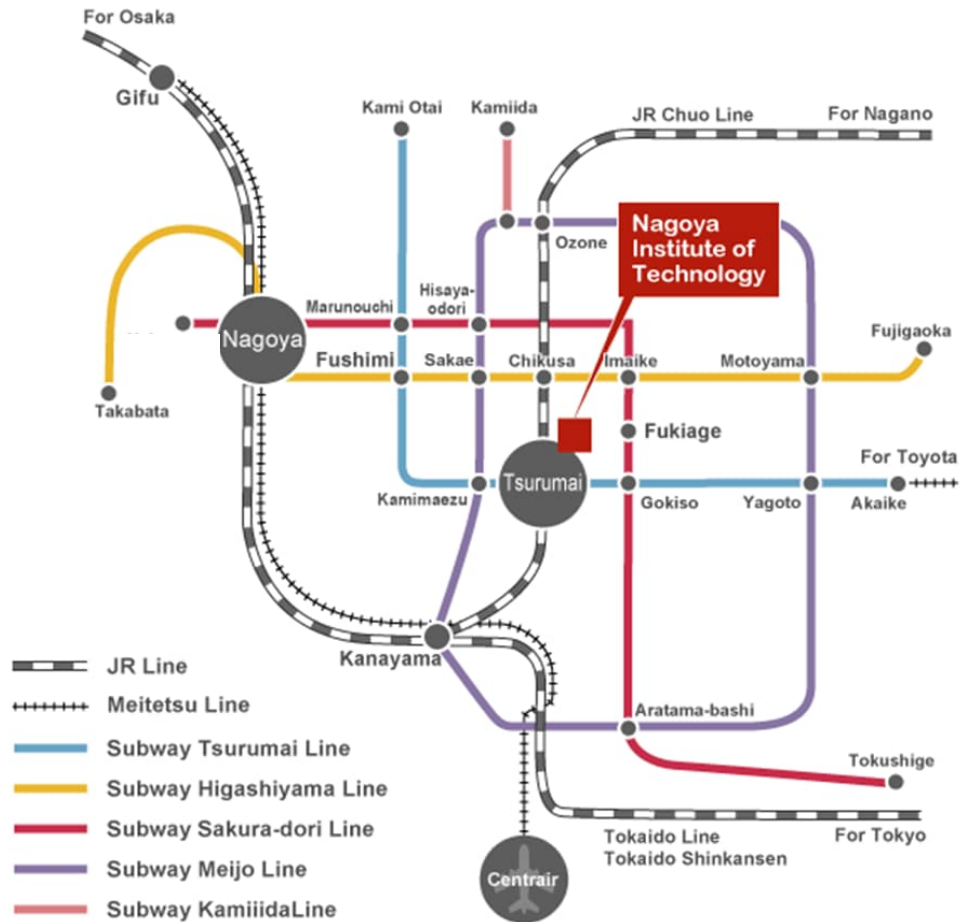 For Osaka
Gifu
Kami Otai
Kamiida
JR Chuo Line
For Nagano
Nagoya
Institute of
Technology
Ozone
Hisaya-
odori
Marunouchi
Nagoya
Fushimi
Sakae
Chikusa
Imaike
Motoyama
Fujigaoka
Takabata
Fukiage
For Toyota
Tsurumai
Kamimaezu
Gokiso
Yagoto
Akaike
Kanayama
JR Line
Meitetsu Line
Aratama-bashi
Subway Tsurumai Line
Tokushige
Subway Higashiyama Line
Subway Sakura-dori Line
Tokaido Line
Tokaido Shinkansen
For Tokyo
Subway Meijo Line
Centrair
Subway KamiiidaLine